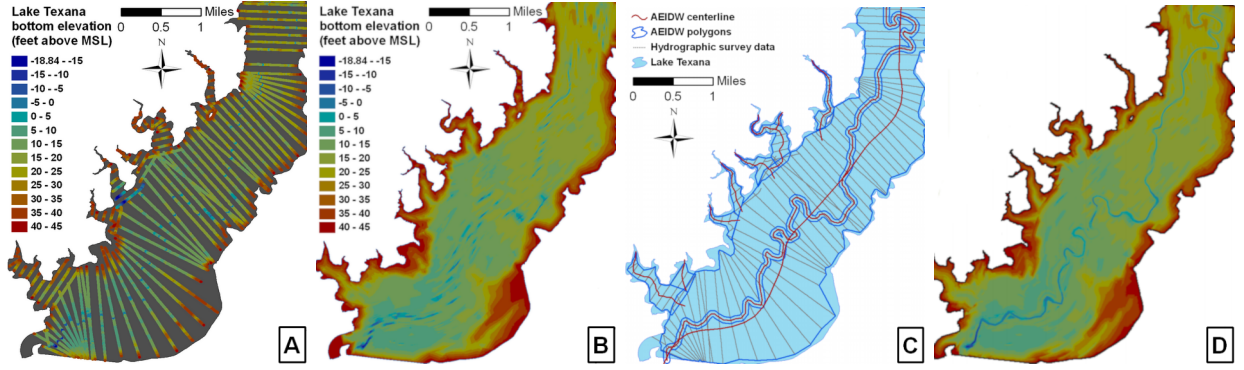 Lake Texana
bottom elevation
(feet above MSL)
-18.84 - -15
-15 - -10
-10 - -5
-5 - 0
0 - 5
5 - 10
10 - 15
15 - 20
20 - 25
25 - 30
30 - 35
35 - 40
40 - 45
Miles
0 0.5 1
N
A
Lake Texana
bottom elevation
(feet above MSL)
-18.84 - -15
-15 - -10
-10 - -5
-5 - 0
0 - 5
5 - 10
10 - 15
15 - 20
20 - 25
25 - 30
30 - 35
35 - 40
40 - 45
Miles
0 0.5 1
N
B
AEIDW centerline
AEIDW polygons
Hydrographic survey data
Lake Texana
Miles
0 0.5 1
N
C
D